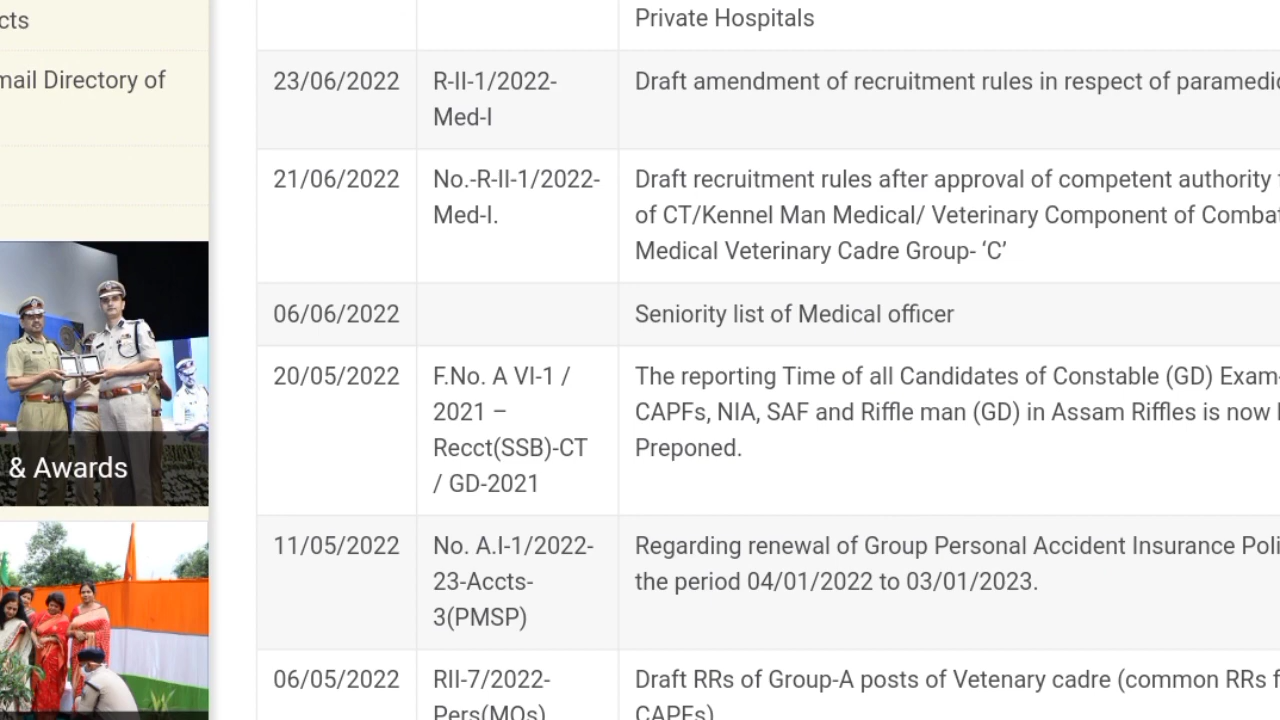 cts
mail Directory of
& Awards
Private Hospitals
23/06/2022
R-II-1/2022-
Med-I
Draft amendment of recruitment rules in respect of
21/06/2022
No.-R-II-1/2022-
Med-I.
Draft recruitment rules after approval of competent authority
of CT/Kennel Man Medical/ Veterinary Component of
Medical Veterinary Cadre Group- ‘C’
06/06/2022
Seniority list of Medical officer
20/05/2022
F.No. A VI-1 /
2021 –
Recct(SSB)-CT
/ GD-2021
The reporting Time of all Candidates of Constable (GD) Exam-
CAPFs, NIA, SAF and Riffle man (GD) in Assam Riffles is now
Preponed.
11/05/2022
No. A.I-1/2022-
23-Accts-
3(PMSP)
Regarding renewal of Group Personal Accident Insurance
the period 04/01/2022 to 03/01/2023.
06/05/2022
RII-7/2022-
Pers(MOs)
Draft RRs of Group-A posts of Vetenary cadre (common RRs
CAPFs)